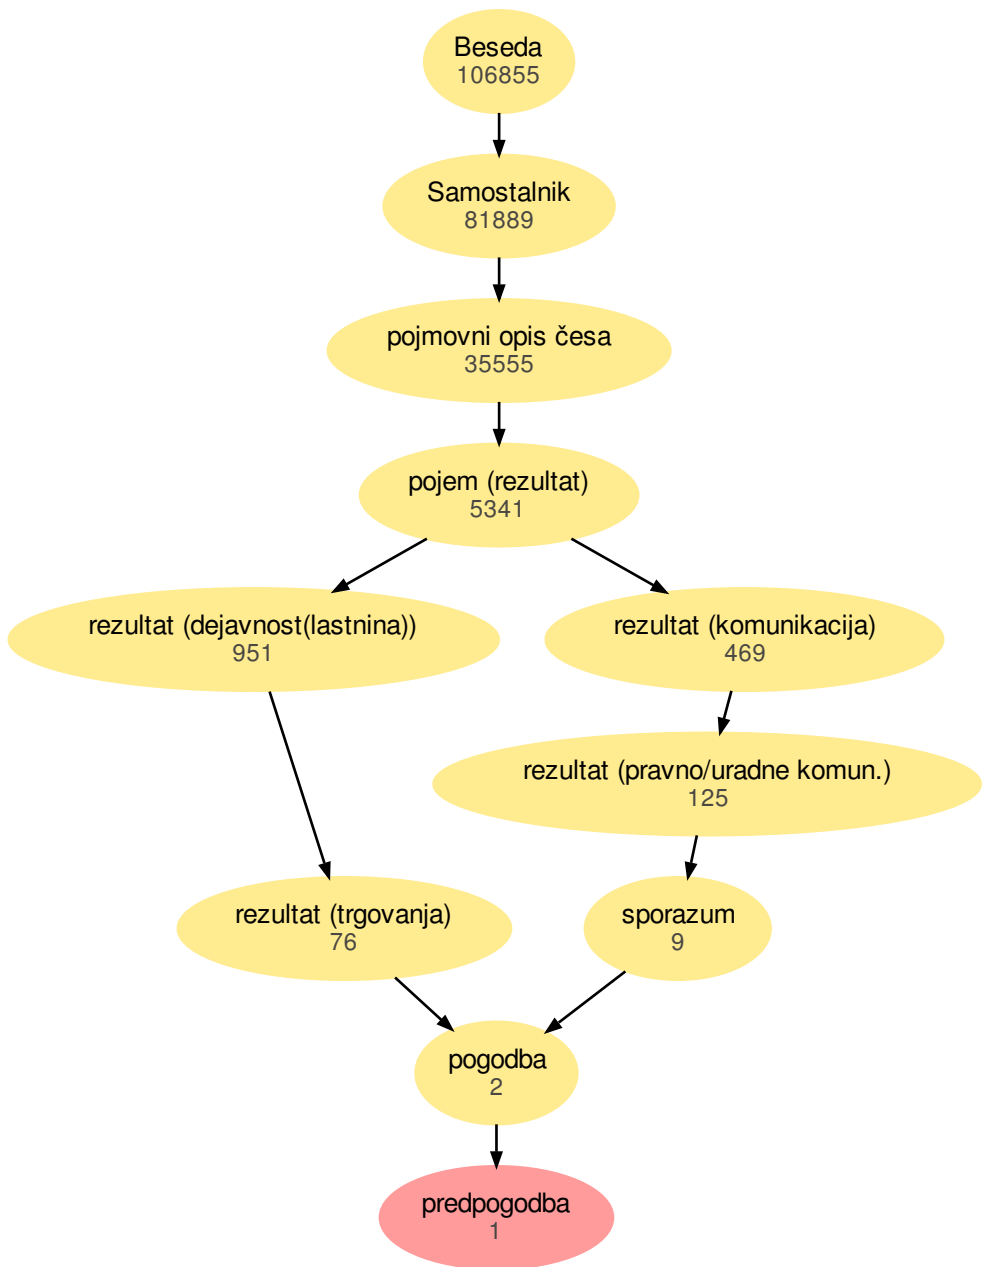 Beseda
106855
Samostalnik
81889
pojmovni opis česa
35555
pojem (rezultat)
5341
rezultat (dejavnost(lastnina))
951
rezultat (komunikacija)
469
rezultat (pravno/uradne komun.)
125
rezultat (trgovanja)
76
sporazum
9
pogodba
2
predpogodba
1